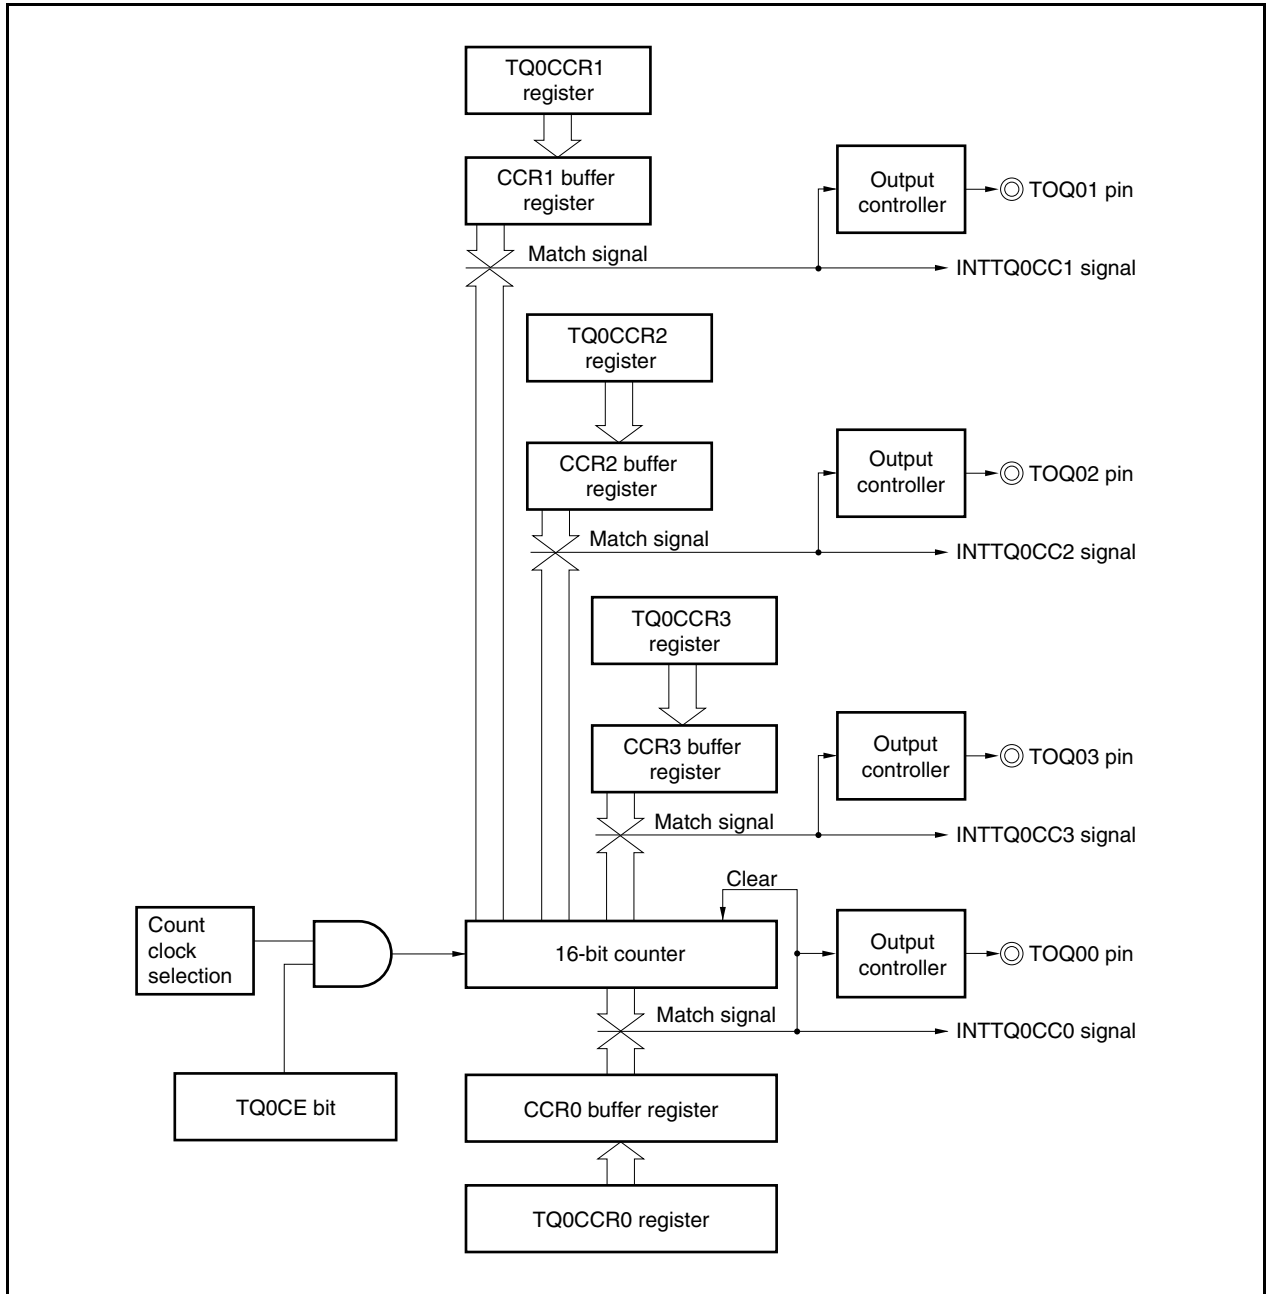 TQ0CCR1
register
CCR1 buffer
register
Output
controller
TOQ01 pin
Match signal
INTTQ0CC1 signal
TQ0CCR2
register
CCR2 buffer
register
Output
controller
TOQ02 pin
Match signal
INTTQ0CC2 signal
TQ0CCR3
register
CCR3 buffer
register
Output
controller
TOQ03 pin
Match signal
INTTQ0CC3 signal
Clear
Count
clock
selection
16-bit counter
Output
controller
TOQ00 pin
Match signal
INTTQ0CC0 signal
TQ0CE bit
CCR0 buffer register
TQ0CCR0 register